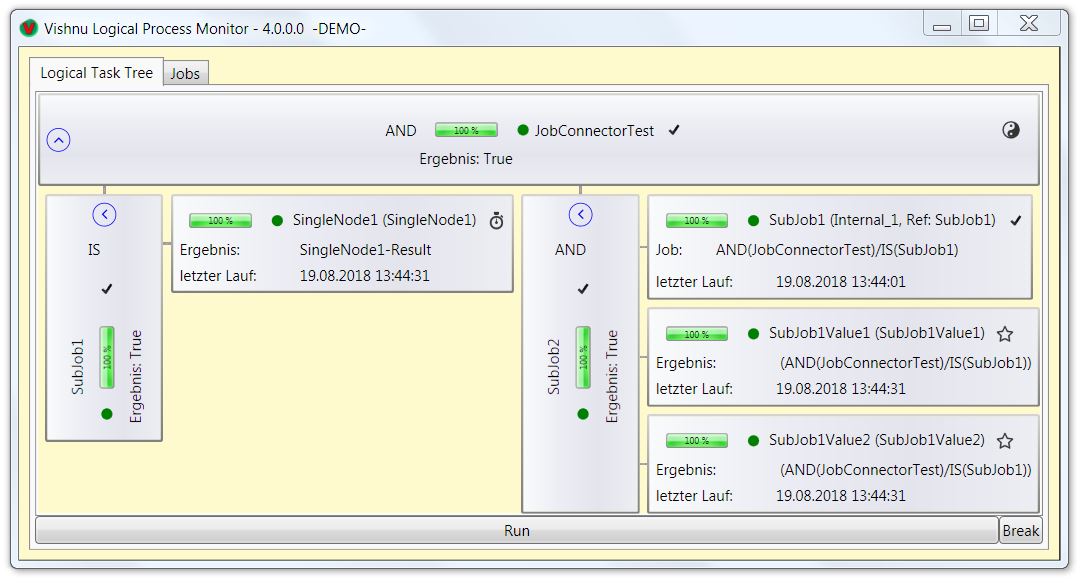 Vishnu Logical Process Monitor - 4.0.0.0 -DEMO-
Logical Task Tree
Jobs
AND
100 %
JobConnectorTest
Ergebnis: True
IS
SubJob1
100 %
Ergebnis: True
100 %
SingleNode1 (SingleNode1)
Ergebnis: SingleNode1-Result
letzter Lauf: 19.08.2018 13:44:31
AND
SubJob2
100 %
Ergebnis: True
100 %
SubJob1 (Internal_1, Ref: SubJob1)
Job: AND(JobConnectorTest)/IS(SubJob1)
letzter Lauf: 19.08.2018 13:44:01
100 %
SubJob1Value1 (SubJob1Value1)
Ergebnis: (AND(JobConnectorTest)/IS(SubJob1))
letzter Lauf: 19.08.2018 13:44:31
100 %
SubJob1Value2 (SubJob1Value2)
Ergebnis: (AND(JobConnectorTest)/IS(SubJob1))
letzter Lauf: 19.08.2018 13:44:31
Run
Break